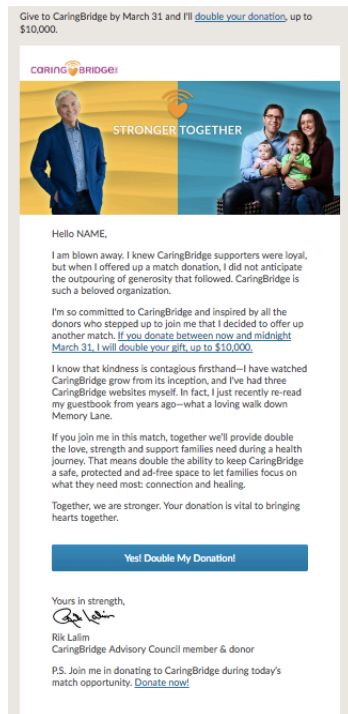 Give to CaringBridge by March 31 and I'll double your donation, up to
$10,000.
CARING BRIDGE
STRONGER TOGETHER
Hello NAME,
I am blown away. I knew CaringBridge supporters were loyal,
but when I offered up a match donation, I did not anticipate
the outpouring of generosity that followed. CaringBridge is
such a beloved organization.
I'm so committed to CaringBridge and inspired by all the
donors who stepped up to join me that I decided to offer up
another match. If you donate between now and midnight
March 31, I will double your gift, up to $10,000.
I know that kindness is contagious firsthand—I have watched
CaringBridge grow from its inception, and I've had three
CaringBridge websites myself. In fact, I just recently re-read
my guestbook from years ago—what a loving walk down
Memory Lane.
If you join me in this match, together we'll provide double
the love, strength and support families need during a health
journey. That means double the ability to keep CaringBridge
a safe, protected and ad-free space to let families focus on
what they need most: connection and healing.
Together, we are stronger. Your donation is vital to bringing
hearts together.
Yes! Double My Donation!
Yours in strength,
Rik Lalim
Rik Lalim
CaringBridge Advisory Council member & donor
P.S. Join me in donating to CaringBridge during today's
match opportunity. Donate now!